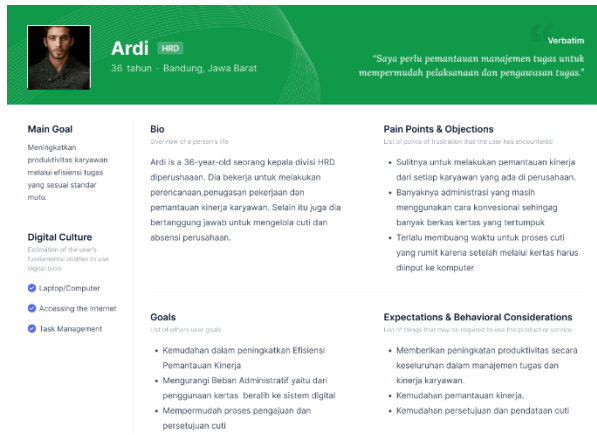 Ardi HRD
36 tahun · Bandung, Jawa Barat
Verbatim
"Saya perlu pemantauan manajemen tugas untuk
mempermudah pelaksanaan dan pengawasan tugas."
Main Goal
Meningkatkan
produktivitas karyawan
melalui efisiensi tugas
yang sesuai standar
mutu.
Digital Culture
Estimation of the user's
fundamental abilities to use
digital tools
Laptop/Computer
Accessing the Internet
Task Management
Bio
Overview of a person's life
Ardi is a 36-year-old seorang kepala divisi HRD
diperushaaan. Dia bekerja untuk melakukan
perencanaan,penugasan pekerjaan dan
pemantauan kinerja karyawan. Selain itu juga dia
bertanggung jawab untuk mengelola cuti dan
absensi perusahaan.
Pain Points & Objections
List of points of frustration that the user has encountered
• Sulitnya untuk melakukan pemantauan kinerja
dari setiap karyawan yang ada di perusahaan.
• Banyaknya administrasi yang masih
menggunakan cara konvesional sehingag
banyak berkas kertas yang tertumpuk
• Terlalu membuang waktu untuk proses cuti
yang rumit karena setelah melalui kertas harus
diinput ke komputer
Goals
List of others user goals
• Kemudahan dalam peningkatkan Efisiensi
Pemantauan Kinerja
• Mengurangi Beban Administratif yaitu dari
penggunaan kertas beralih ke sistem digital
• Mempermudah proses pengajuan dan
persetujuan cuti
Expectations & Behavioral Considerations
List of things that may be required to use the product or service
• Memberikan peningkatan produktivitas secara
keseluruhan dalam manajemen tugas dan
kinerja karyawan.
• Kemudahan pemantauan kinerja.
• Kemudahan persetujuan dan pendataan cuti